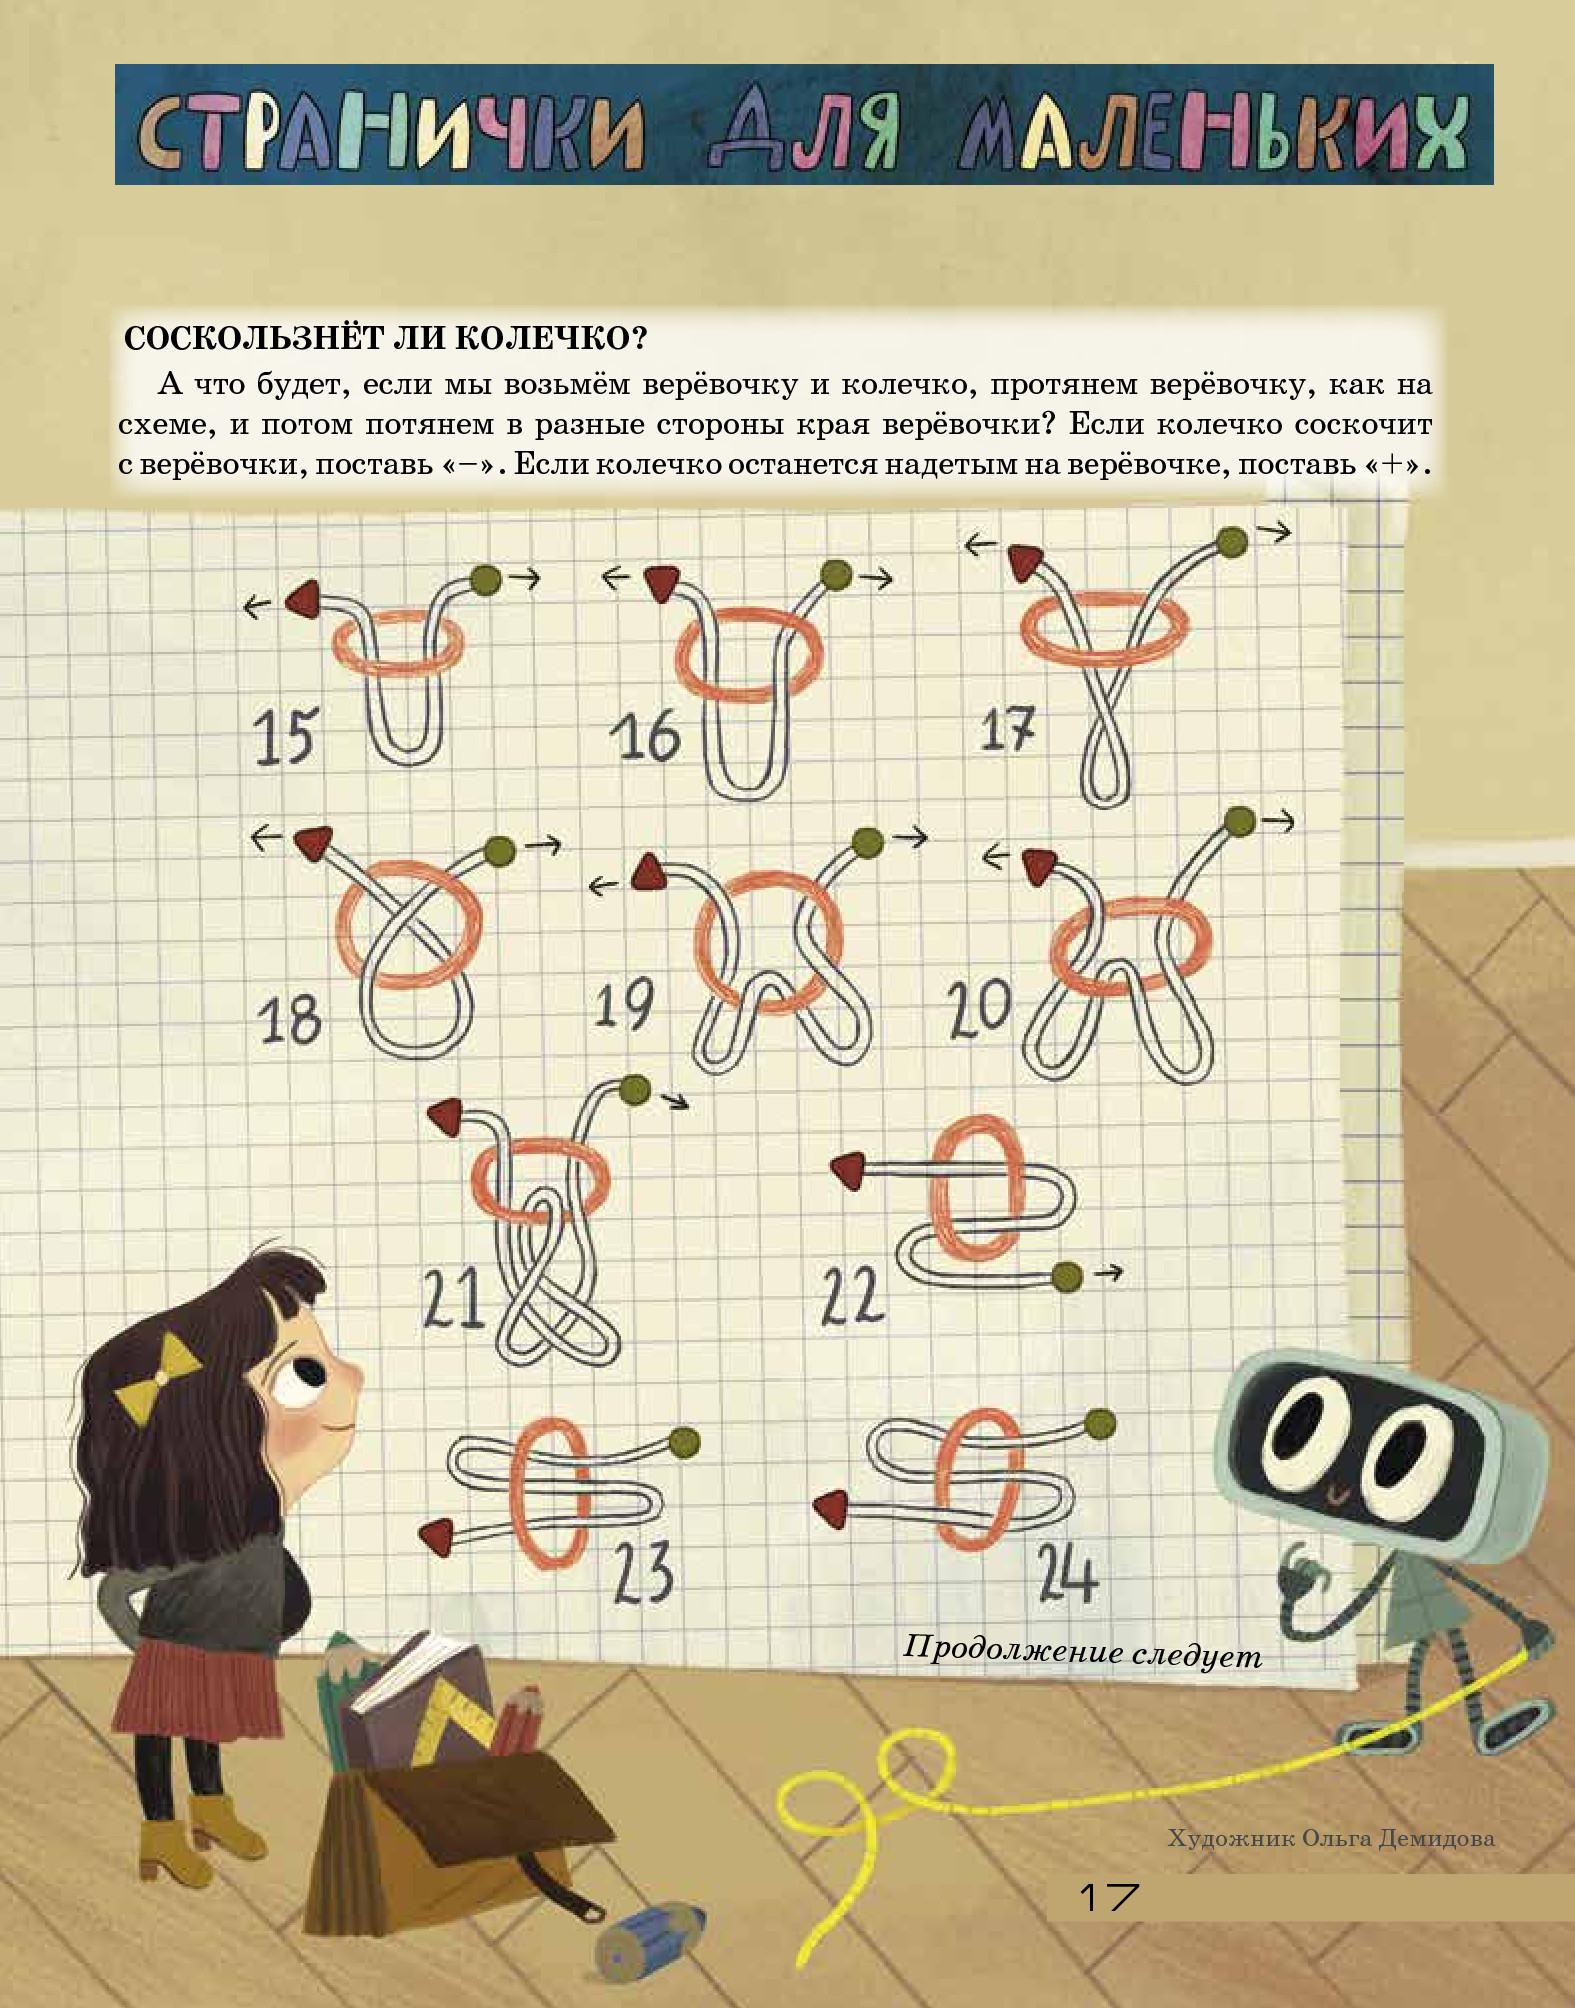 СТРАНИЧКИ ДЛЯ МАЛЕНЬКИХ
СОСКОЛЬЗНЁТ ЛИ КОЛЕЧКО?
А что будет, если мы возьмём верёвочку и колечко, протянем верёвочку, как на
схеме, и потом потянем в разные стороны края верёвочки? Если колечко соскочит
с верёвочки, поставь «−». Если колечко останется надетым на верёвочке, поставь «+».
15
16
17
18
19
20
21
22
23
24
Продолжение следует
Художник Ольга Демидова
17